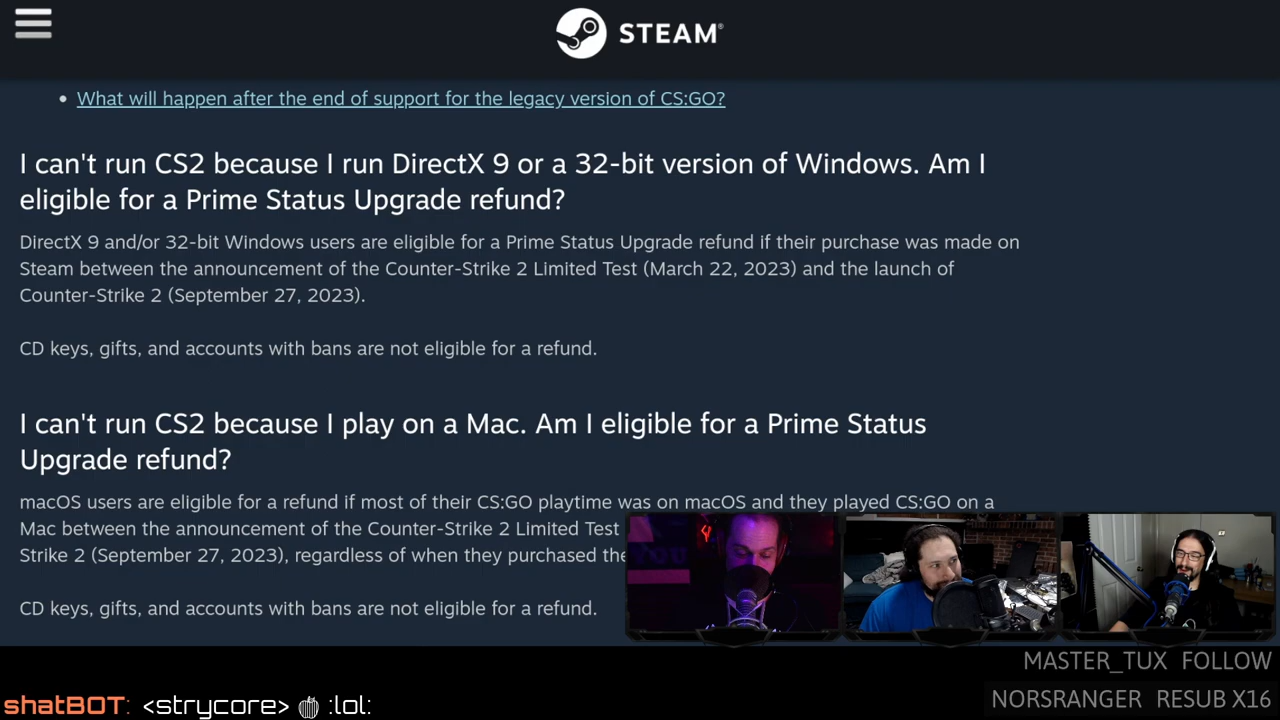 STEAM®
What will happen after the end of support for the legacy version of CS:GO?
I can't run CS2 because I run DirectX 9 or a 32-bit version of Windows. Am I
eligible for a Prime Status Upgrade refund?
DirectX 9 and/or 32-bit Windows users are eligible for a Prime Status Upgrade refund if their purchase was made on
Steam between the announcement of the Counter-Strike 2 Limited Test (March 22, 2023) and the launch of
Counter-Strike 2 (September 27, 2023).
CD keys, gifts, and accounts with bans are not eligible for a refund.
I can't run CS2 because I play on a Mac. Am I eligible for a Prime Status
Upgrade refund?
macOS users are eligible for a refund if most of their CS:GO playtime was on macOS and they played CS:GO on a
Mac between the announcement of the Counter-Strike 2 Limited Test
Strike 2 (September 27, 2023), regardless of when they purchased
CD keys, gifts, and accounts with bans are not eligible for a refund.
MASTER_TUX FOLLOW
NORSRANGER RESUB X16
shatBOT: <strycore> :lol: